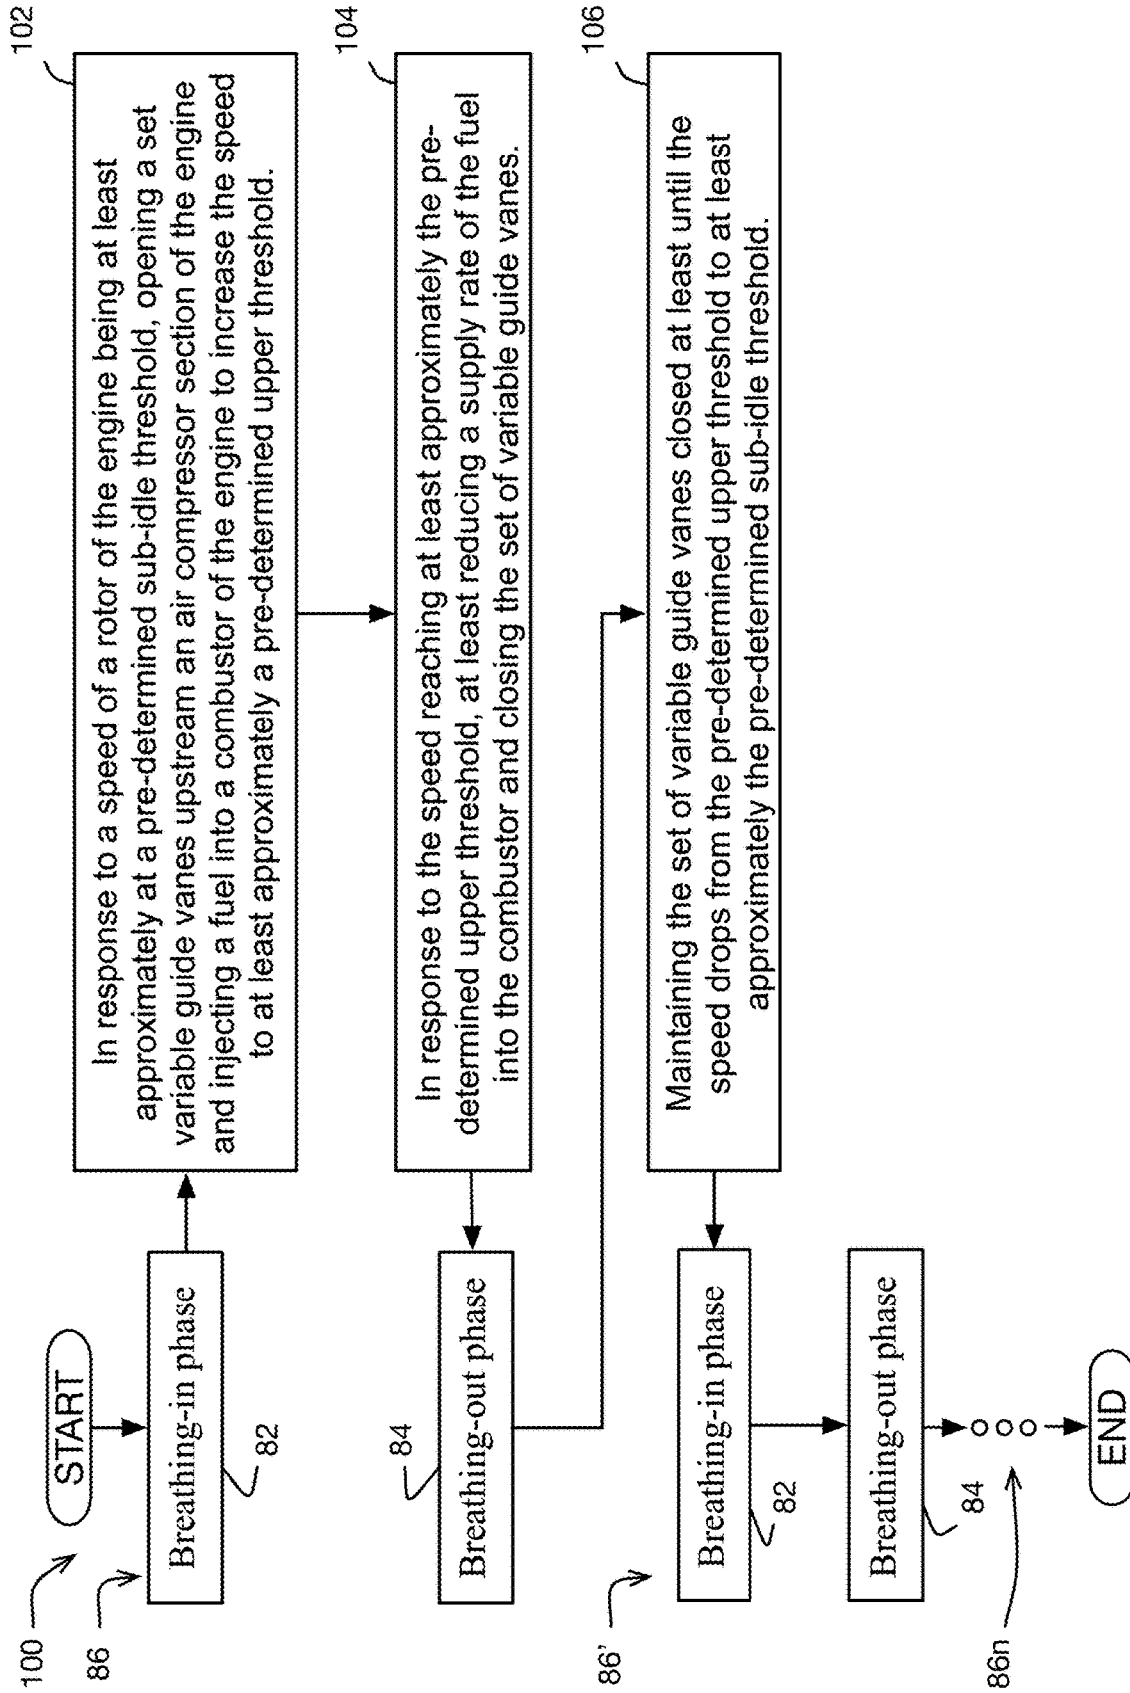 100
START
86
Breathing-in phase
82
102
In response to a speed of a rotor of the engine being at least
approximately at a pre-determined sub-idle threshold, opening a set
variable guide vanes upstream an air compressor section of the engine
and injecting a fuel into a combustor of the engine to increase the speed
to at least approximately a pre-determined upper threshold.
104
In response to the speed reaching at least approximately the pre-
determined upper threshold, at least reducing a supply rate of the fuel
into the combustor and closing the set of variable guide vanes.
84
Breathing-out phase
106
Maintaining the set of variable guide vanes closed at least until the
speed drops from the pre-determined upper threshold to at least
approximately the pre-determined sub-idle threshold.
86'
Breathing-in phase
82
Breathing-out phase
84
86n
END